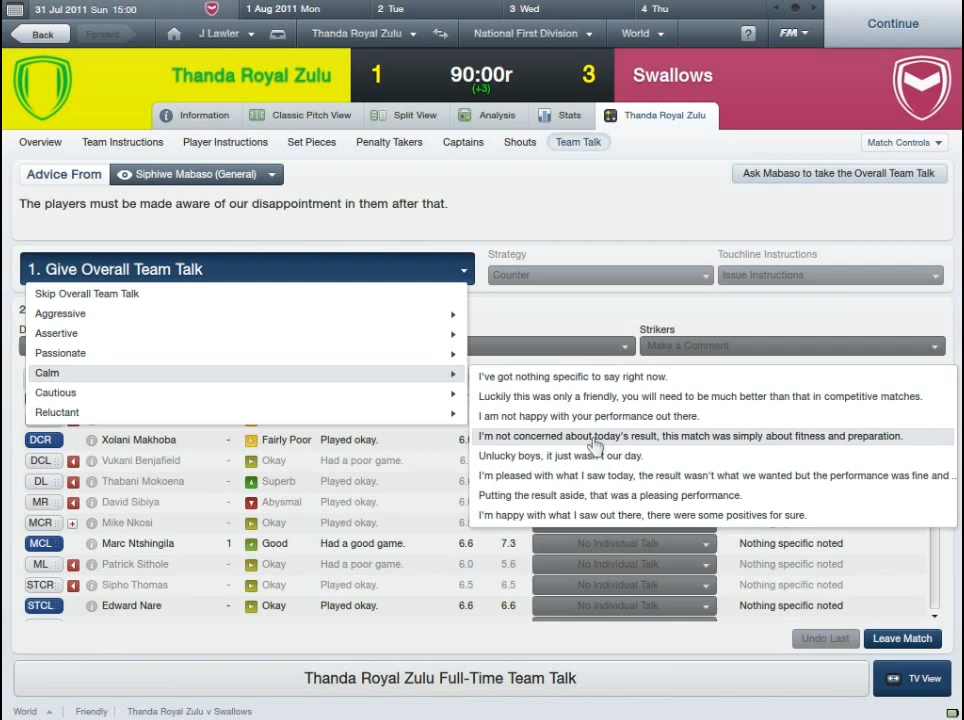 31 Jul 2011 Sun 15:00 1 Aug 2011 Mon 2 Tue 3 Wed 4 Thu
Continue
Back Forward J Lawler Thanda Royal Zulu National First Division World ? FM
Thanda Royal Zulu 1 90:00r 3 Swallows
(+3)
Information Classic Pitch View Split View Analysis Stats Thanda Royal Zulu
Overview Team Instructions Player Instructions Set Pieces Penalty Takers Captains Shouts Team Talk Match Controls
Advice From Siphiwe Mabaso (General) Ask Mabaso to take the Overall Team Talk
The players must be made aware of our disappointment in them after that.
Strategy Touchline Instructions
1. Give Overall Team Talk Counter Issue Instructions
Skip Overall Team Talk
Aggressive
Assertive
Passionate
Calm
Cautious
Reluctant
2
D
Strikers
Make a Comment
I've got nothing specific to say right now.
Luckily this was only a friendly, you will need to be much better than that in competitive matches.
I am not happy with your performance out there.
I'm not concerned about today's result, this match was simply about fitness and preparation.
Unlucky boys, it just wasn't our day.
I'm pleased with what I saw today, the result wasn't what we wanted but the performance was fine and ..
Putting the result aside, that was a pleasing performance.
I'm happy with what I saw out there, there were some positives for sure.
DCR Xolani Makhoba - Fairly Poor Played okay. 6.
DCL Vukani Benjafield - Okay Had a poor game. 6.
DL Thabani Mokoena - Superb Played okay. 6.
MR David Sibiya - Abysmal Played okay. 6.
MCR Mike Nkosi - Okay Played okay. 6.
MCL Marc Ntshingila 1 Good Had a good game. 6.6 7.3 No Individual Talk Nothing specific noted
ML Patrick Sithole - Okay Had a poor game. 6.0 5.6 No Individual Talk Nothing specific noted
STCR Sipho Thomas - Okay Played okay. 6.5 6.5 No Individual Talk Nothing specific noted
STCL Edward Nare - Okay Played okay. 6.6 6.6 No Individual Talk Nothing specific noted
Undo Last Leave Match
Thanda Royal Zulu Full-Time Team Talk TV View
World Friendly Thanda Royal Zulu v Swallows